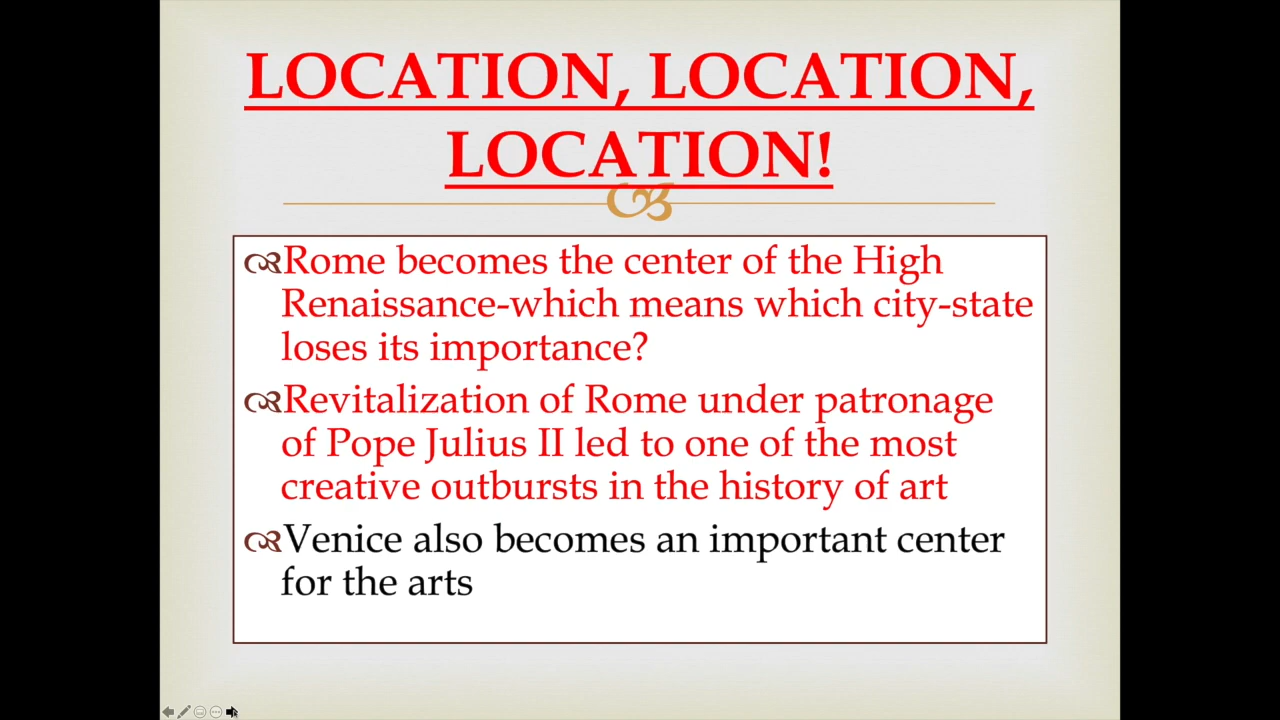 LOCATION, LOCATION,
LOCATION!
Rome becomes the center of the High
Renaissance-which means which city-state
loses its importance?
Revitalization of Rome under patronage
of Pope Julius II led to one of the most
creative outbursts in the history of art
Venice also becomes an important center
for the arts